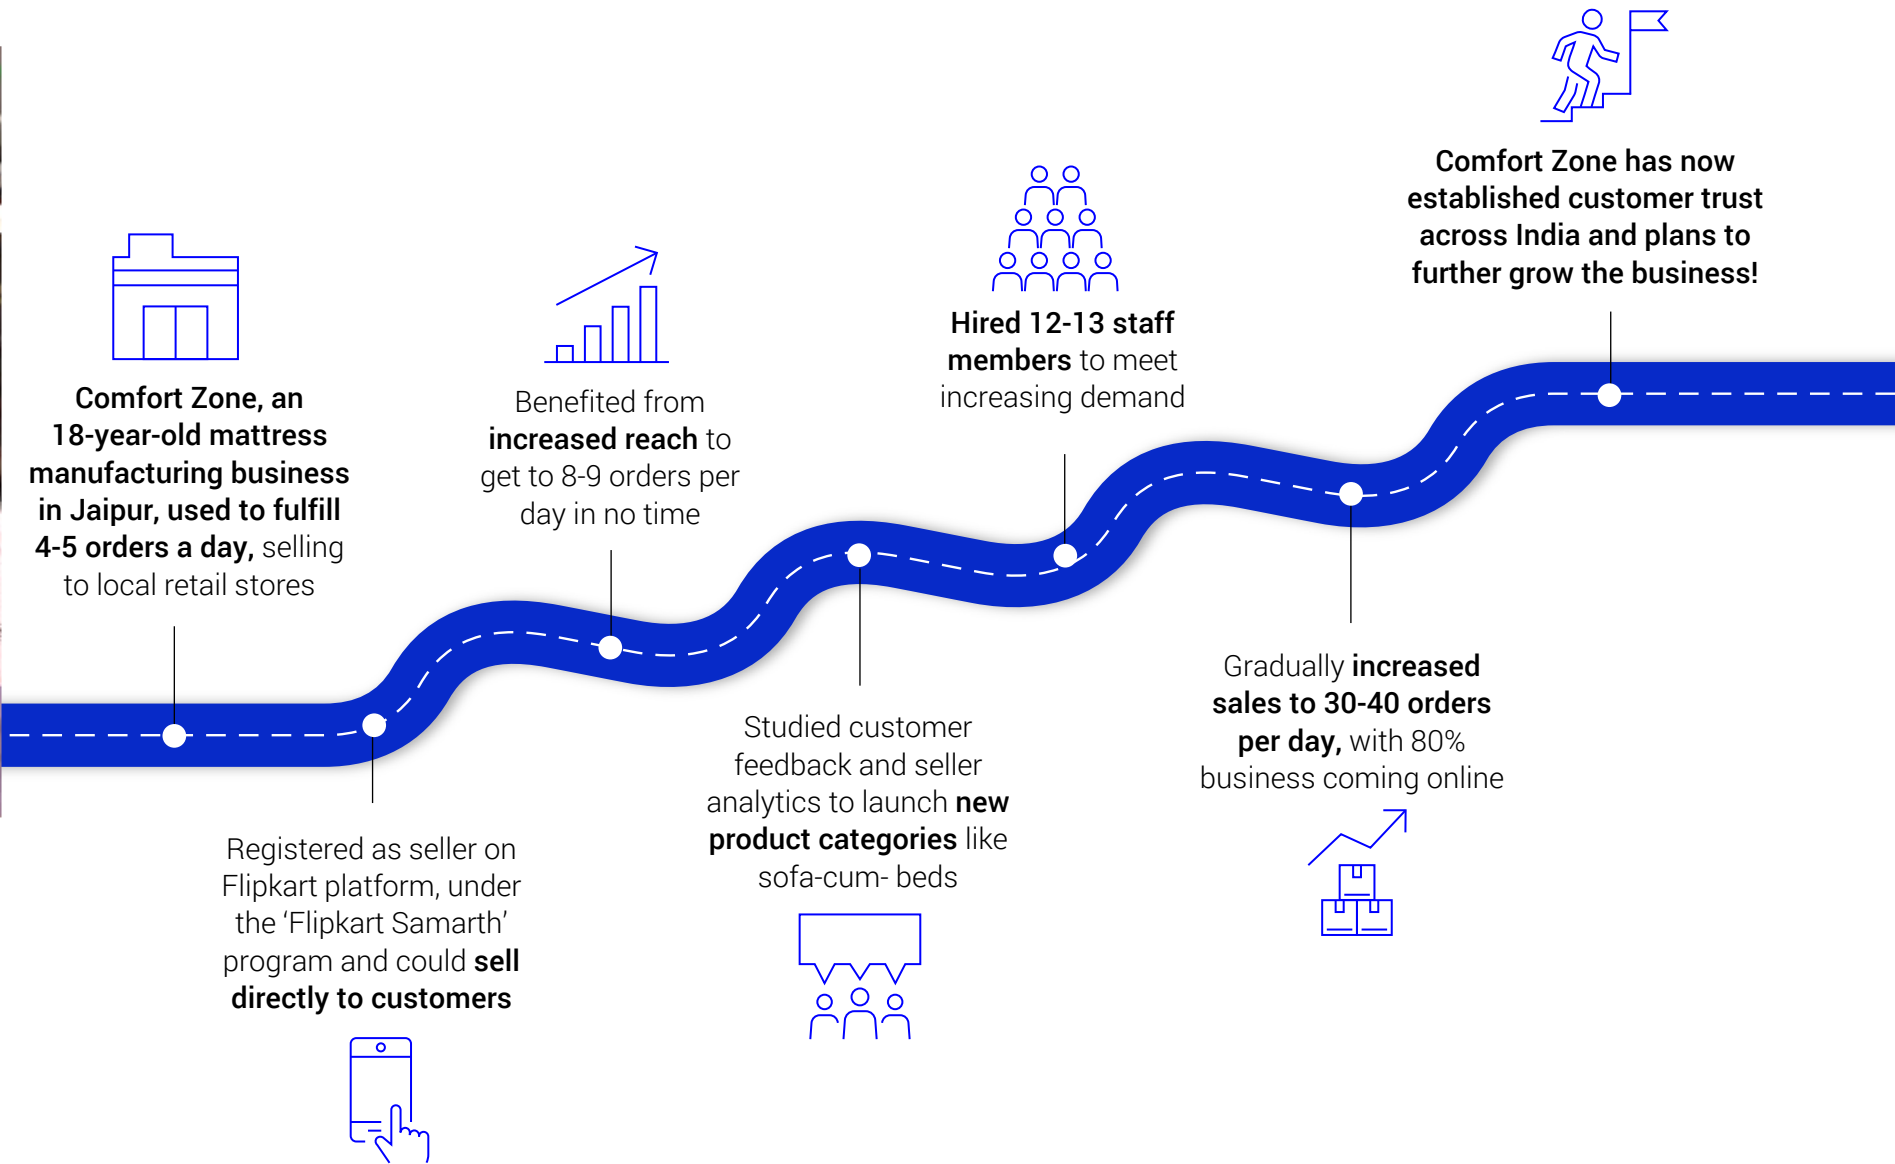 Comfort Zone, an
18-year-old mattress
manufacturing business
in Jaipur, used to fulfill
4-5 orders a day, selling
to local retail stores
Registered as seller on
Flipkart platform, under
the ‘Flipkart Samarth’
program and could sell
directly to customers
Benefited from
increased reach to
get to 8-9 orders per
day in no time
Studied customer
feedback and seller
analytics to launch new
product categories like
sofa-cum- beds
Hired 12-13 staff
members to meet
increasing demand
Gradually increased
sales to 30-40 orders
per day, with 80%
business coming online
Comfort Zone has now
established customer trust
across India and plans to
further grow the business!